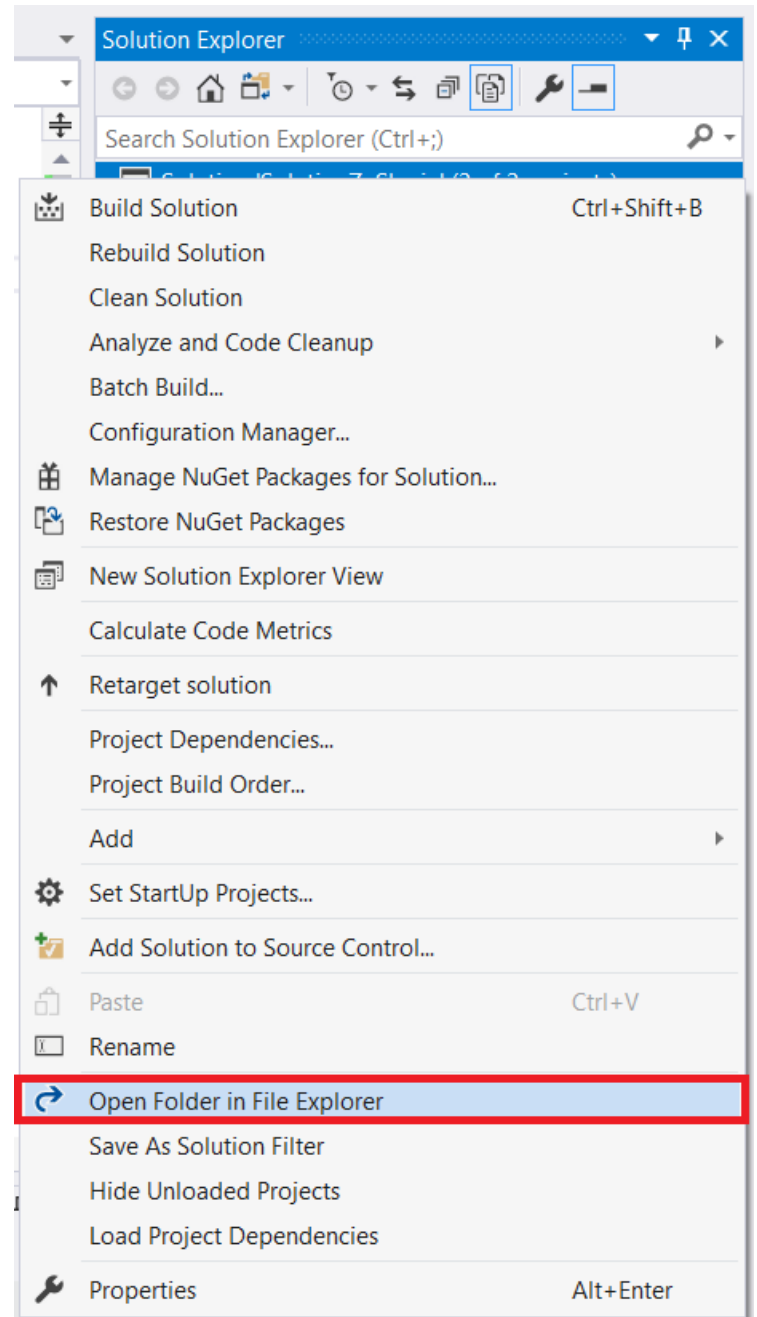 Solution Explorer
Search Solution Explorer (Ctrl+;)
Build Solution Ctrl+Shift+B
Rebuild Solution
Clean Solution
Analyze and Code Cleanup
Batch Build...
Configuration Manager...
Manage NuGet Packages for Solution...
Restore NuGet Packages
New Solution Explorer View
Calculate Code Metrics
Retarget solution
Project Dependencies...
Project Build Order...
Add
Set StartUp Projects...
Add Solution to Source Control...
Paste Ctrl+V
Rename
Open Folder in File Explorer
Save As Solution Filter
Hide Unloaded Projects
Load Project Dependencies
Properties Alt+Enter